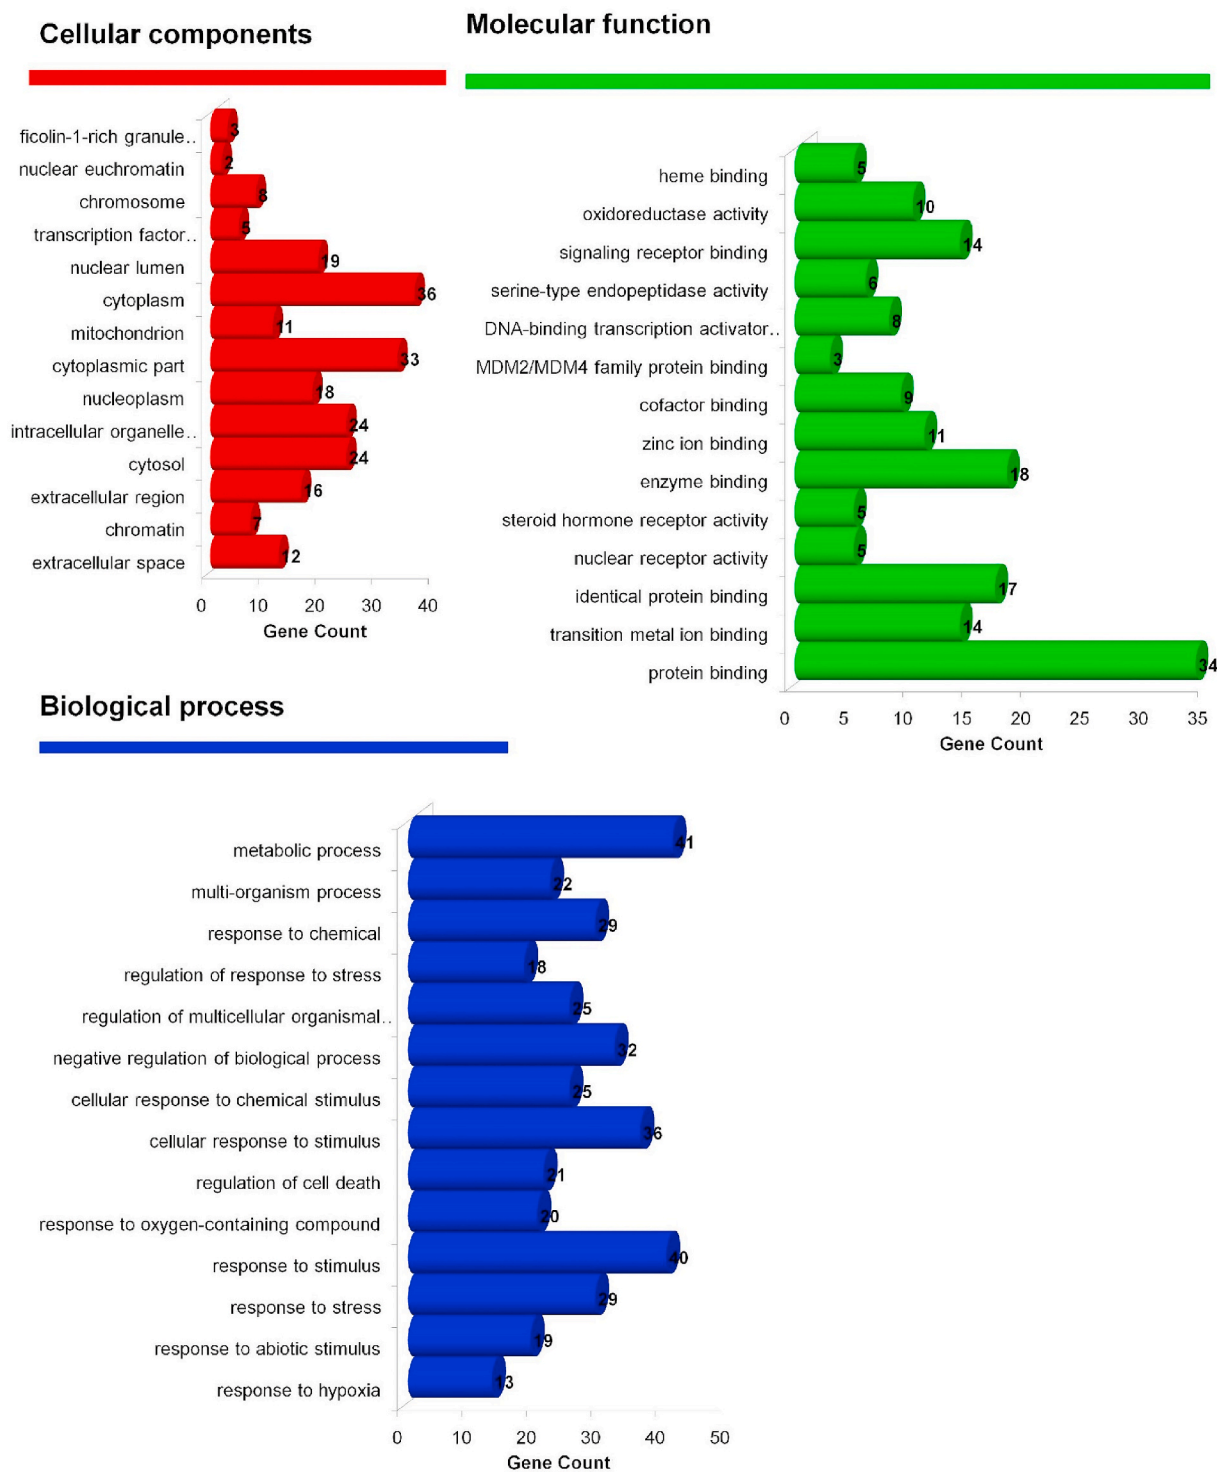 Cellular components
ficolin-1-rich granule..
3
nuclear euchromatin
2
chromosome
8
transcription factor..
5
nuclear lumen
19
cytoplasm
36
mitochondrion
11
cytoplasmic part
33
nucleoplasm
18
intracellular organelle..
24
cytosol
24
extracellular region
16
chromatin
7
extracellular space
12
0 10 20 30 40
Gene Count
Molecular function
heme binding
5
oxidoreductase activity
10
signaling receptor binding
14
serine-type endopeptidase activity
6
DNA-binding transcription activator..
8
MDM2/MDM4 family protein binding
3
cofactor binding
9
zinc ion binding
11
enzyme binding
18
steroid hormone receptor activity
5
nuclear receptor activity
5
identical protein binding
17
transition metal ion binding
14
protein binding
34
0 5 10 15 20 25 30 35
Gene Count
Biological process
metabolic process
41
multi-organism process
22
response to chemical
29
regulation of response to stress
18
regulation of multicellular organismal..
25
negative regulation of biological process
32
cellular response to chemical stimulus
25
cellular response to stimulus
36
regulation of cell death
21
response to oxygen-containing compound
20
response to stimulus
40
response to stress
29
response to abiotic stimulus
19
response to hypoxia
13
0 10 20 30 40 50
Gene Count